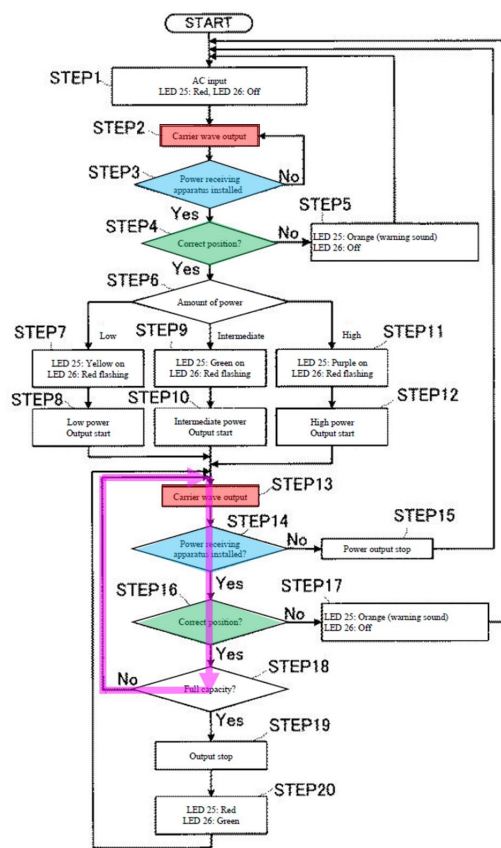 START
STEP1
AC input
LED 25: Red, LED 26: Off
STEP2
Carrier wave output
STEP3
Power receiving
apparatus installed
No
Yes
STEP4
Correct position?
No
STEP5
LED 25: Orange (warning sound)
LED 26: Off
Yes
STEP6
Amount of power
Low
Intermediate
High
STEP7
LED 25: Yellow on
LED 26: Red flashing
STEP9
LED 25: Green on
LED 26: Red flashing
STEP11
LED 25: Purple on
LED 26: Red flashing
STEP8
Low power
Output start
STEP10
Intermediate power
Output start
STEP12
High power
Output start
STEP13
Carrier wave output
STEP14
Power receiving
apparatus installed?
No
STEP15
Power output stop
Yes
STEP16
Correct position?
No
STEP17
LED 25: Orange (warning sound)
LED 26: Off
Yes
STEP18
Full capacity?
No
Yes
STEP19
Output stop
STEP20
LED 25: Red
LED 26: Green